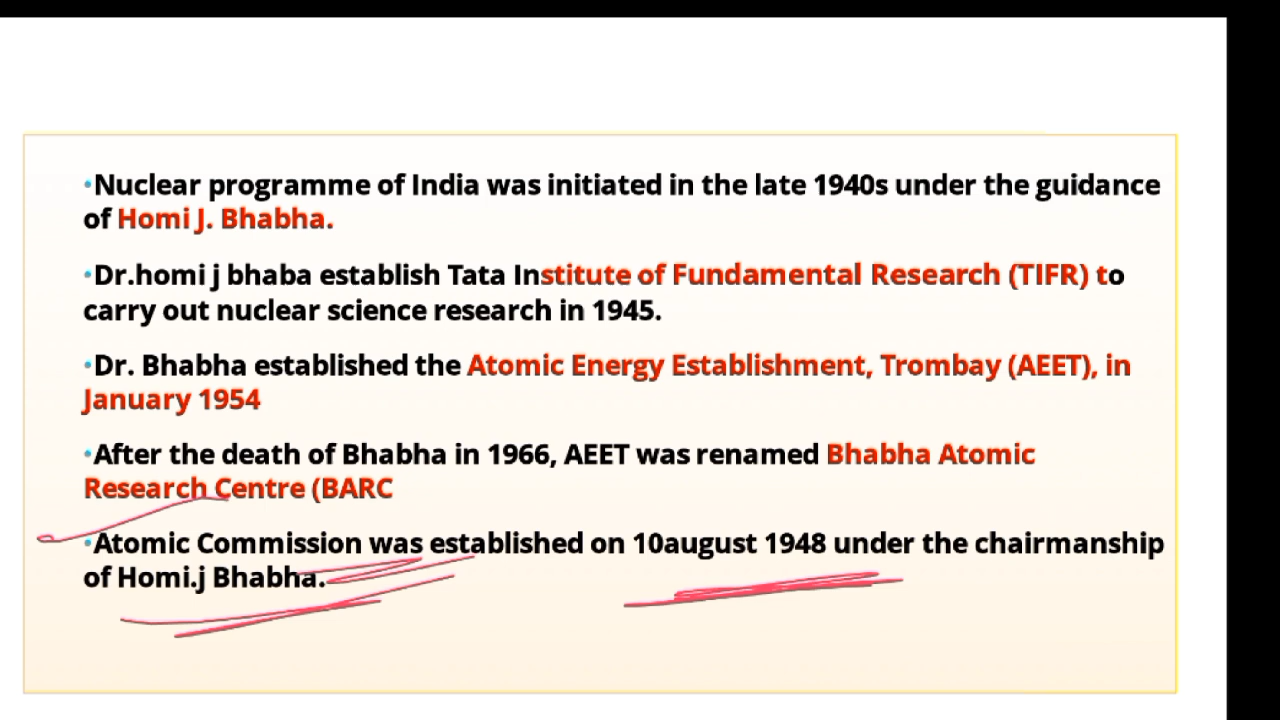 •Nuclear programme of India was initiated in the late 1940s under the guidance
of Homi J. Bhabha.
•Dr.homi j bhaba establish Tata Institute of Fundamental Research (TIFR) to
carry out nuclear science research in 1945.
•Dr. Bhabha established the Atomic Energy Establishment, Trombay (AEET), in
January 1954
•After the death of Bhabha in 1966, AEET was renamed Bhabha Atomic
Research Centre (BARC
•Atomic Commission was established on 10august 1948 under the chairmanship
of Homi.j Bhabha.